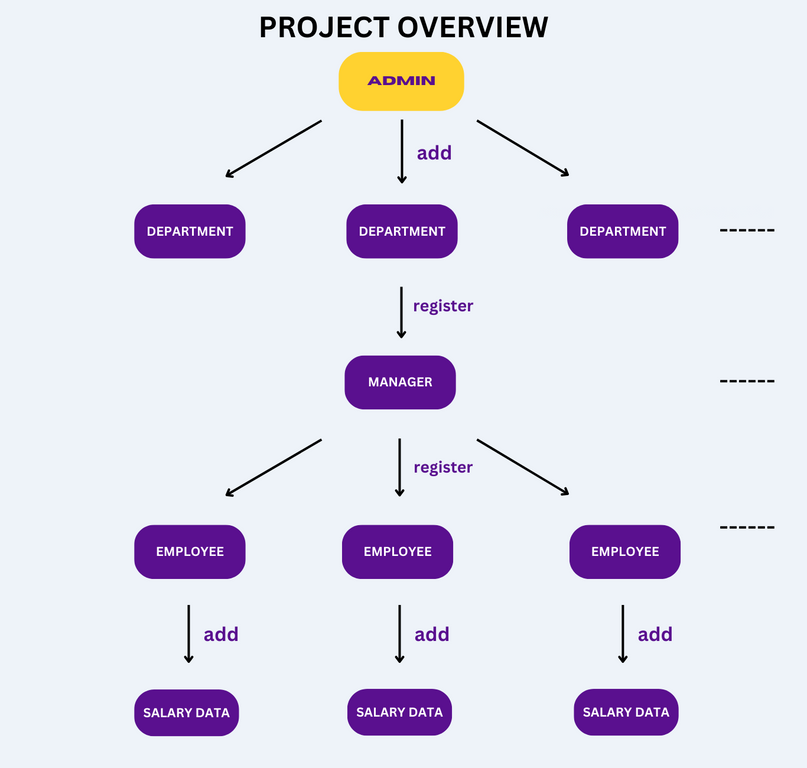 PROJECT OVERVIEW
ADMIN
add
DEPARTMENT
DEPARTMENT
DEPARTMENT
register
MANAGER
register
EMPLOYEE
EMPLOYEE
EMPLOYEE
add
add
add
SALARY DATA
SALARY DATA
SALARY DATA